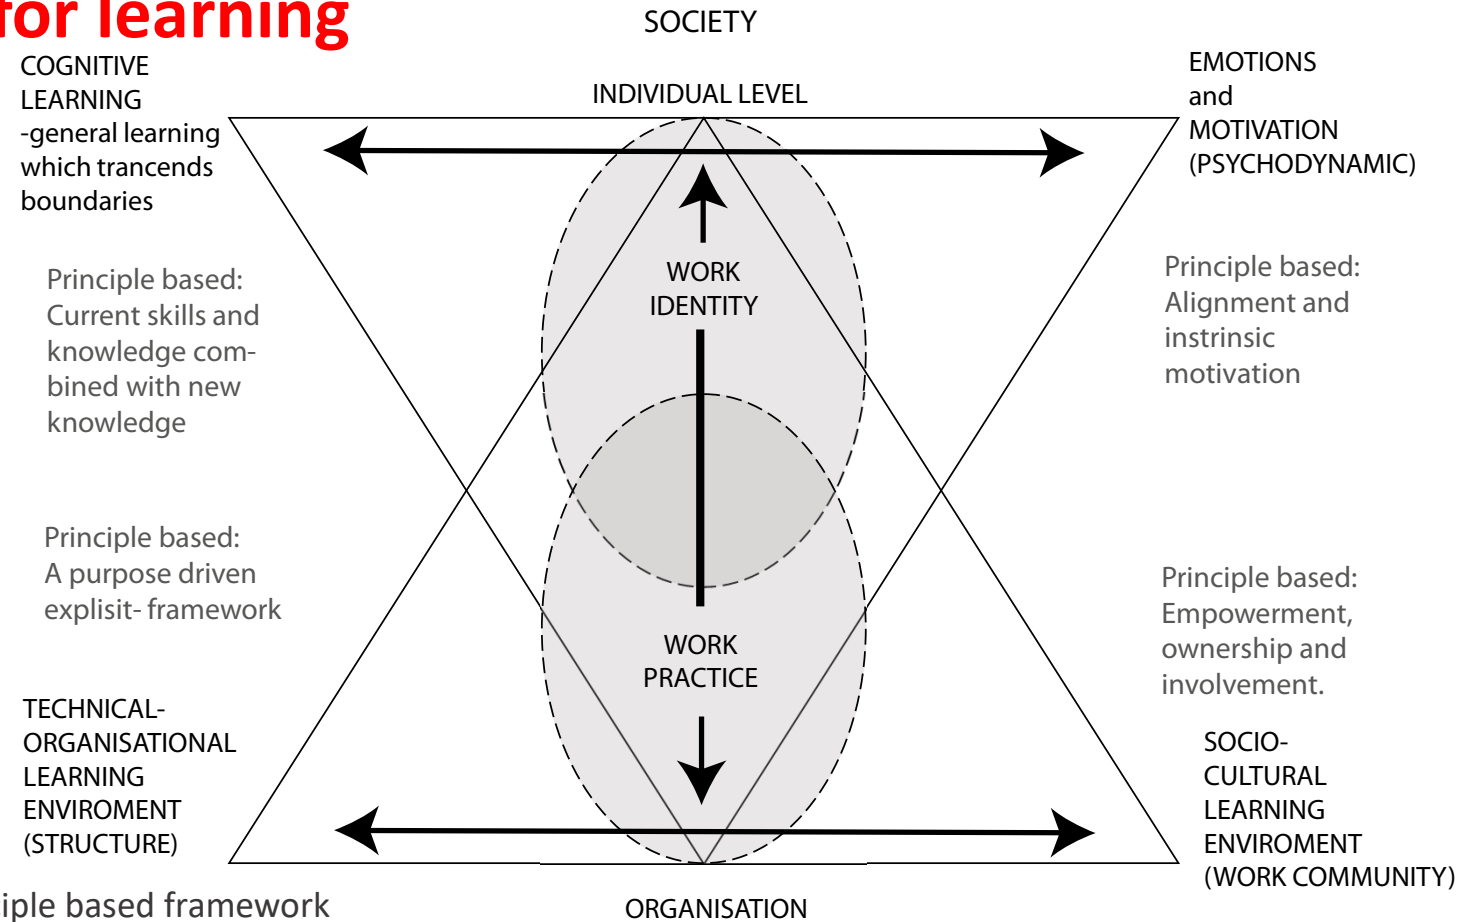 for learning
SOCIETY
COGNITIVE
LEARNING
-general learning
which trancends
boundaries
INDIVIDUAL LEVEL
EMOTIONS
and
MOTIVATION
(PSYCHODYNAMIC)
WORK
IDENTITY
Principle based:
Current skills and
knowledge com-
bined with new
knowledge
Principle based:
Alignment and
instrinsic
motivation
Principle based:
A purpose driven
explisit- framework
Principle based:
Empowerment,
ownership and
involvement.
WORK
PRACTICE
TECHNICAL-
ORGANISATIONAL
LEARNING
ENVIROMENT
(STRUCTURE)
SOCIO-
CULTURAL
LEARNING
ENVIROMENT
(WORK COMMUNITY)
ciple based framework
ORGANISATION